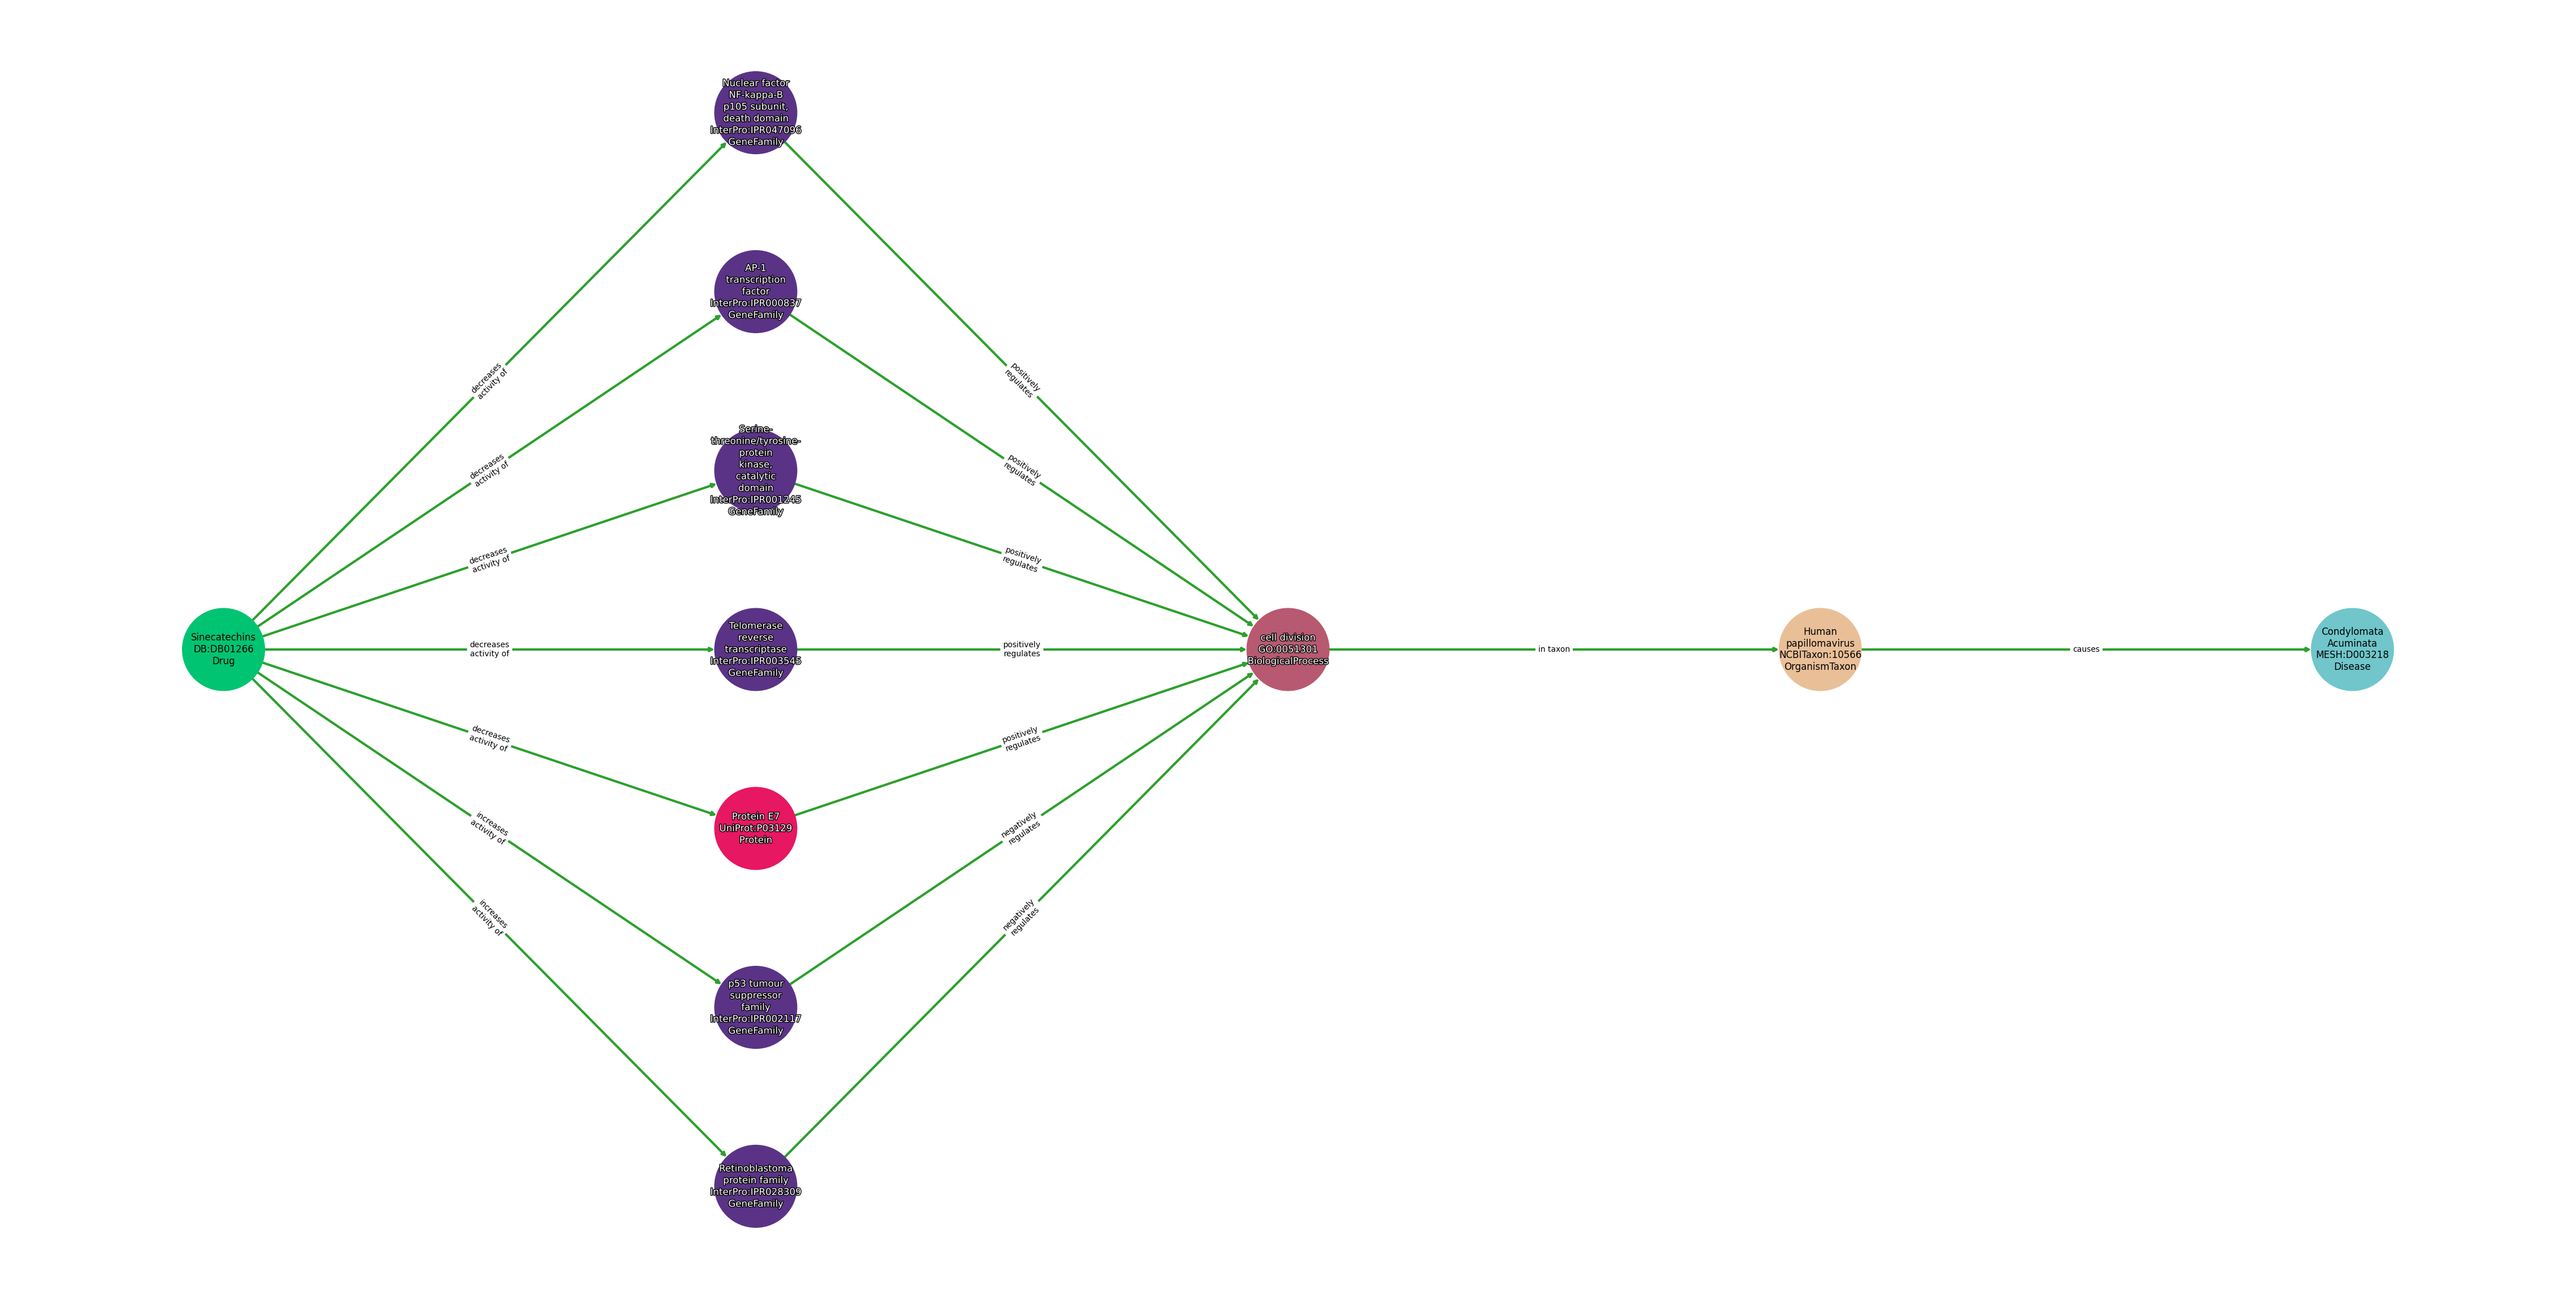 Nuclear factor
NF-kappa-B
p105 subunit,
death domain
InterPro:IPR047096
GeneFamily
AP-1
transcription
factor
InterPro:IPR000837
GeneFamily
decreases
activity of
positively
regulates
decreases
activity of
positively
regulates
Serine-
threonine/tyrosine-
protein
kinase,
catalytic
domain
InterPro:IPR001245
GeneFamily
decreases
activity of
positively
regulates
Sinecatechins
DB:DB01266
Drug
decreases
activity of
Telomerase
reverse
transcriptase
InterPro:IPR003545
GeneFamily
positively
regulates
cell division
GO:0051301
BiologicalProcess
in taxon
Human
papillomavirus
NCBITaxon:10566
OrganismTaxon
causes
Condylomata
Acuminata
MESH:D003218
Disease
decreases
activity of
positively
regulates
Protein E7
UniProt:P03129
Protein
increases
activity of
negatively
regulates
increases
activity of
negatively
regulates
p53 tumour
suppressor
family
InterPro:IPR002117
GeneFamily
Retinoblastoma
protein family
InterPro:IPR028309
GeneFamily